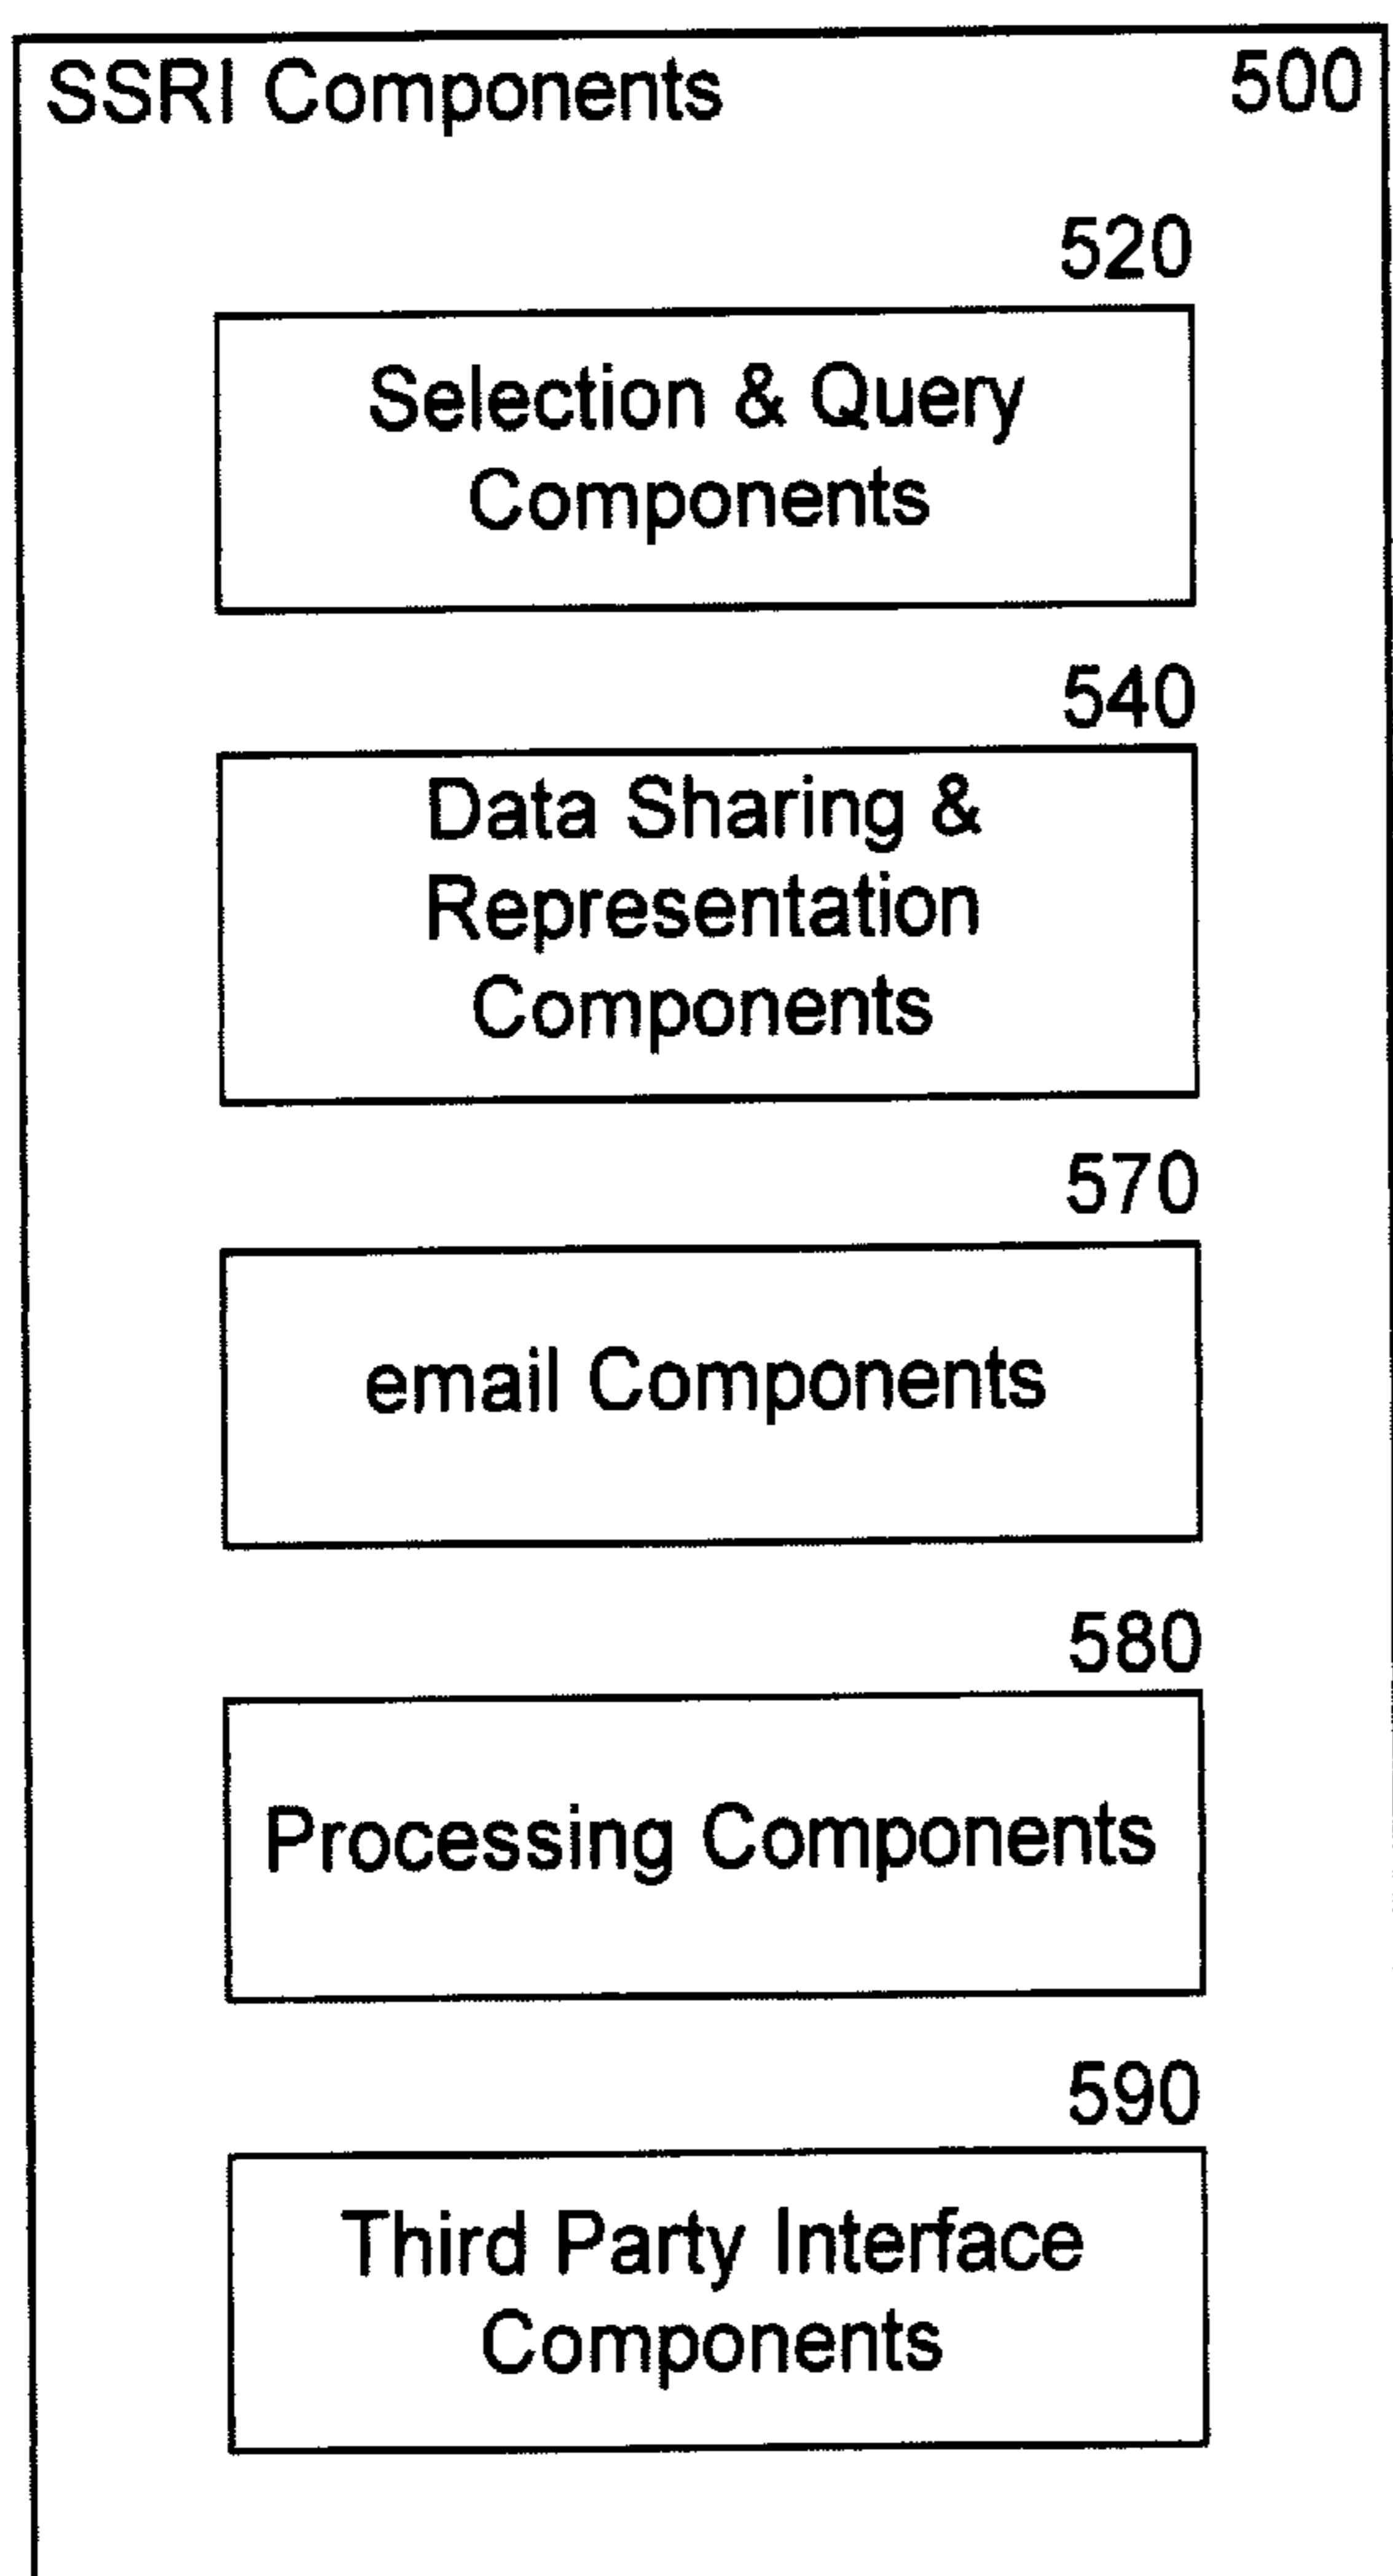 SSRI Components 500
520
Selection & Query
Components
540
Data Sharing &
Representation
Components
570
email Components
580
Processing Components
590
Third Party Interface
Components